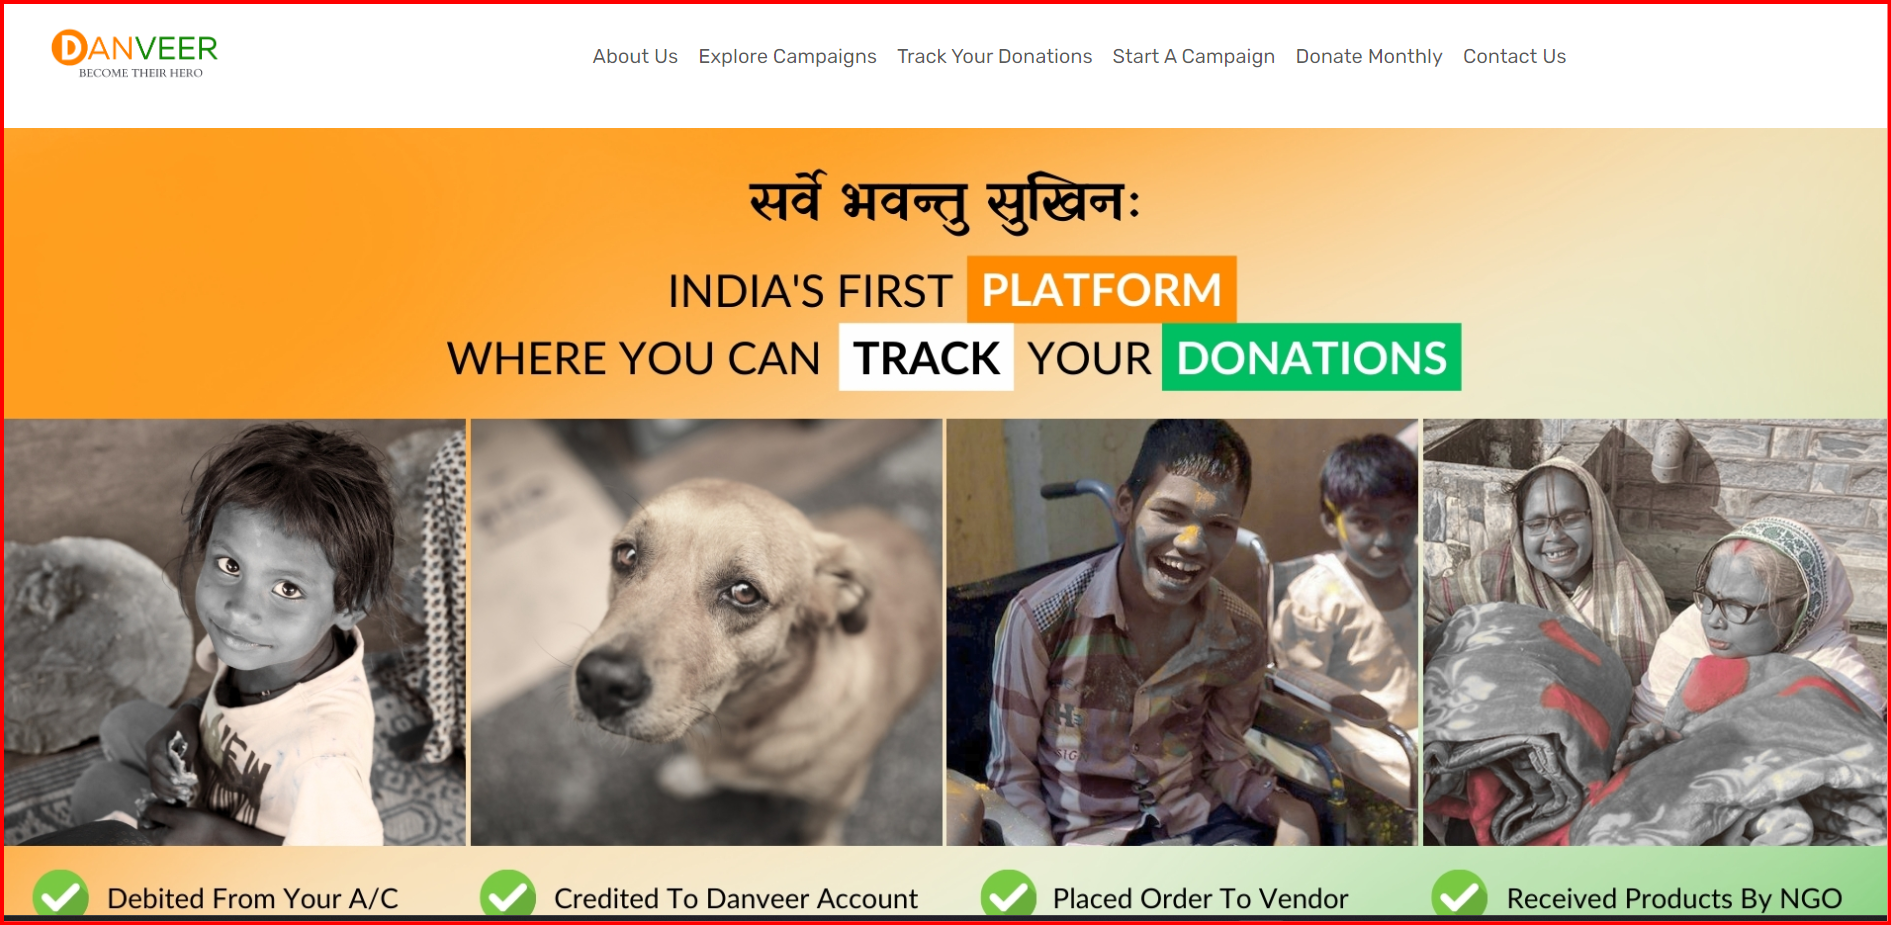 DANVEER
BECOME THEIR HERO
About Us Explore Campaigns Track Your Donations Start A Campaign Donate Monthly Contact Us
सर्वे भवन्तु सुखिनः
INDIA'S FIRST PLATFORM
WHERE YOU CAN TRACK YOUR DONATIONS
NEW
Debited From Your A/C Credited To Danveer Account Placed Order To Vendor Received Products By NGO